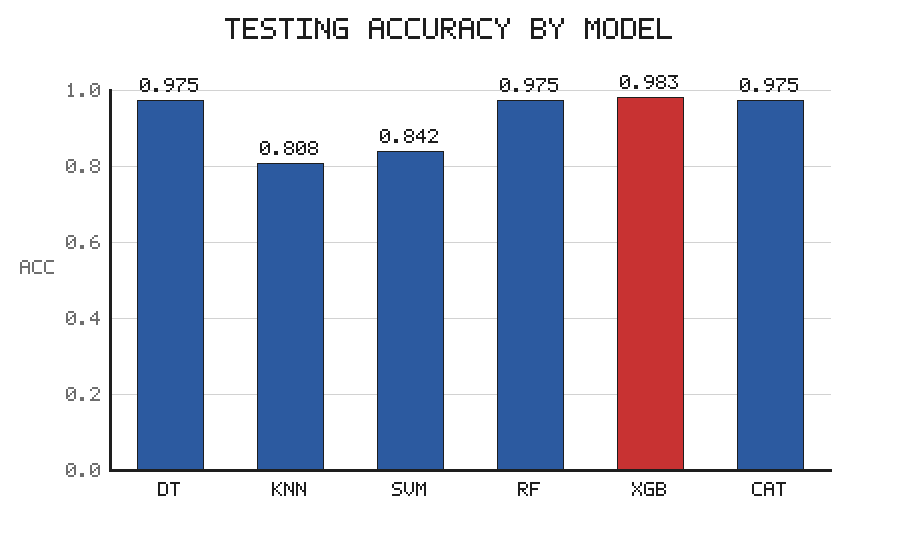 TESTING ACCURACY BY MODEL
0.975 0.808 0.842 0.975 0.983 0.975
1.0
0.8
0.6
0.4
0.2
0.0
ACC
DT KNN SVM RF XGB CAT